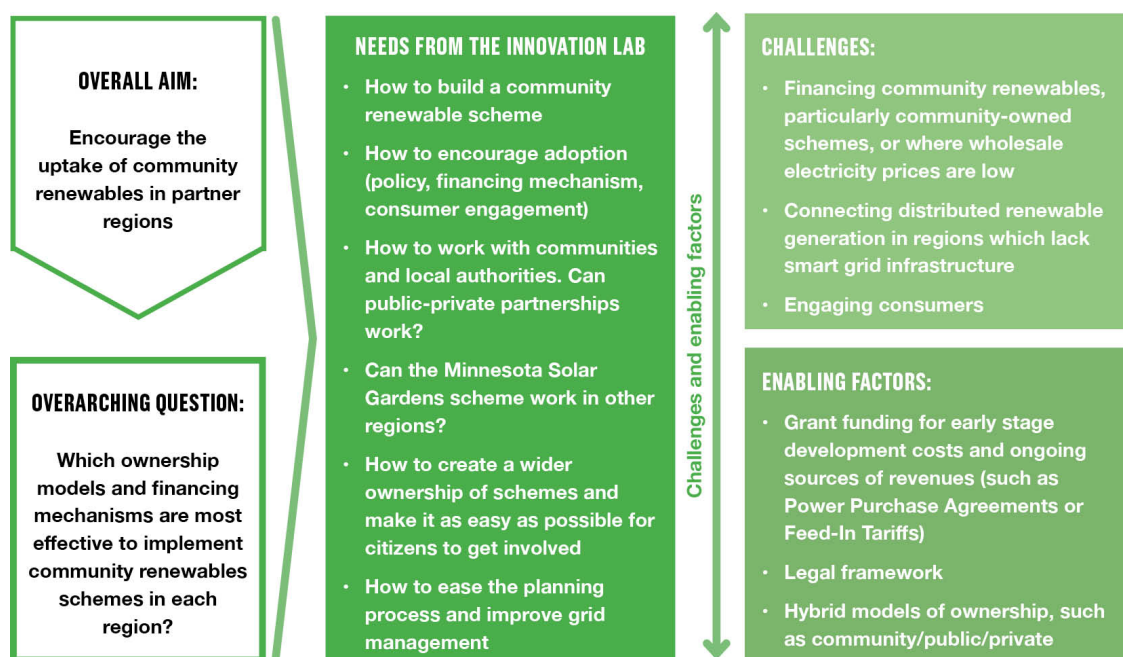 OVERALL AIM:
Encourage the
uptake of community
renewables in partner
regions
OVERARCHING QUESTION:
Which ownership
models and financing
mechanisms are most
effective to implement
community renewables
schemes in each
region?
NEEDS FROM THE INNOVATION LAB
• How to build a community
renewable scheme
• How to encourage adoption
(policy, financing mechanism,
consumer engagement)
• How to work with communities
and local authorities. Can
public-private partnerships
work?
• Can the Minnesota Solar
Gardens scheme work in other
regions?
• How to create a wider
ownership of schemes and
make it as easy as possible for
citizens to get involved
• How to ease the planning
process and improve grid
management
Challenges and enabling factors
CHALLENGES:
• Financing community renewables,
particularly community-owned
schemes, or where wholesale
electricity prices are low
• Connecting distributed renewable
generation in regions which lack
smart grid infrastructure
• Engaging consumers
ENABLING FACTORS:
• Grant funding for early stage
development costs and ongoing
sources of revenues (such as
Power Purchase Agreements or
Feed-In Tariffs)
• Legal framework
• Hybrid models of ownership, such
as community/public/private